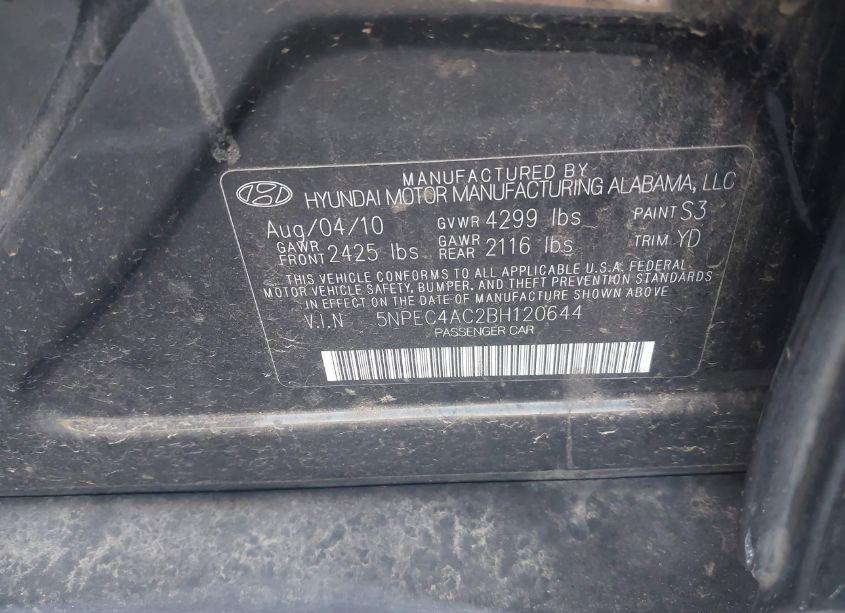 MANUFACTURED BY
HYUNDAI MOTOR MANUFACTURING ALABAMA, LLC
Aug/04/10 GVWR 4299 lbs PAINT S3
GAWR FRONT 2425 lbs GAWR REAR 2116 lbs TRIM YD
THIS VEHICLE CONFORMS TO ALL APPLICABLE U.S.A. FEDERAL
MOTOR VEHICLE SAFETY, BUMPER, AND THEFT PREVENTION STANDARDS
IN EFFECT ON THE DATE OF MANUFACTURE SHOWN ABOVE
V.I.N 5NPEC4AC2BH120644
PASSENGER CAR